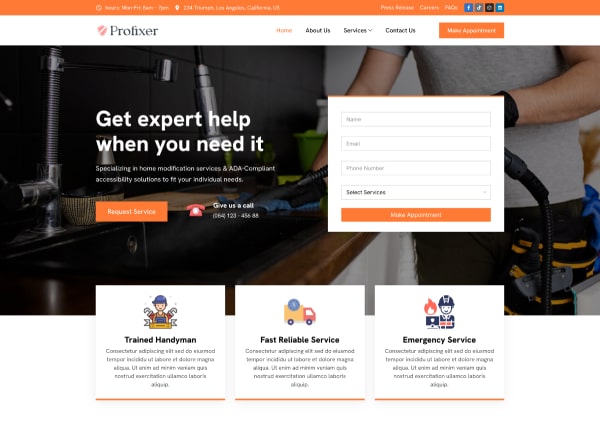 hours: Mon-Fri: 8am - 7pm
234 Triumph, Los Angeles, California, US
Press Release
Careers
FAQs
Profixer
Home
About Us
Services
Contact Us
Make Appointment
Get expert help
when you need it
Specializing in home modification services & ADA-Compliant
accessibility solutions to fit your individual needs.
Request Service
Give us a call
(084) 123 - 456 88
Name
Email
Phone Number
Select Services
Make Appointment
Trained Handyman
Consectetur adipiscing elit sed do eiusmod
tempor incididu ut labore et dolore magna
aliqua. Ut enim ad minim veniam quis
nostrud exercitation ullamco laboris
aliquip.
Fast Reliable Service
Consectetur adipiscing elit sed do eiusmod
tempor incididu ut labore et dolore magna
aliqua. Ut enim ad minim veniam quis
nostrud exercitation ullamco laboris
aliquip.
Emergency Service
Consectetur adipiscing elit sed do eiusmod
tempor incididu ut labore et dolore magna
aliqua. Ut enim ad minim veniam quis
nostrud exercitation ullamco laboris
aliquip.